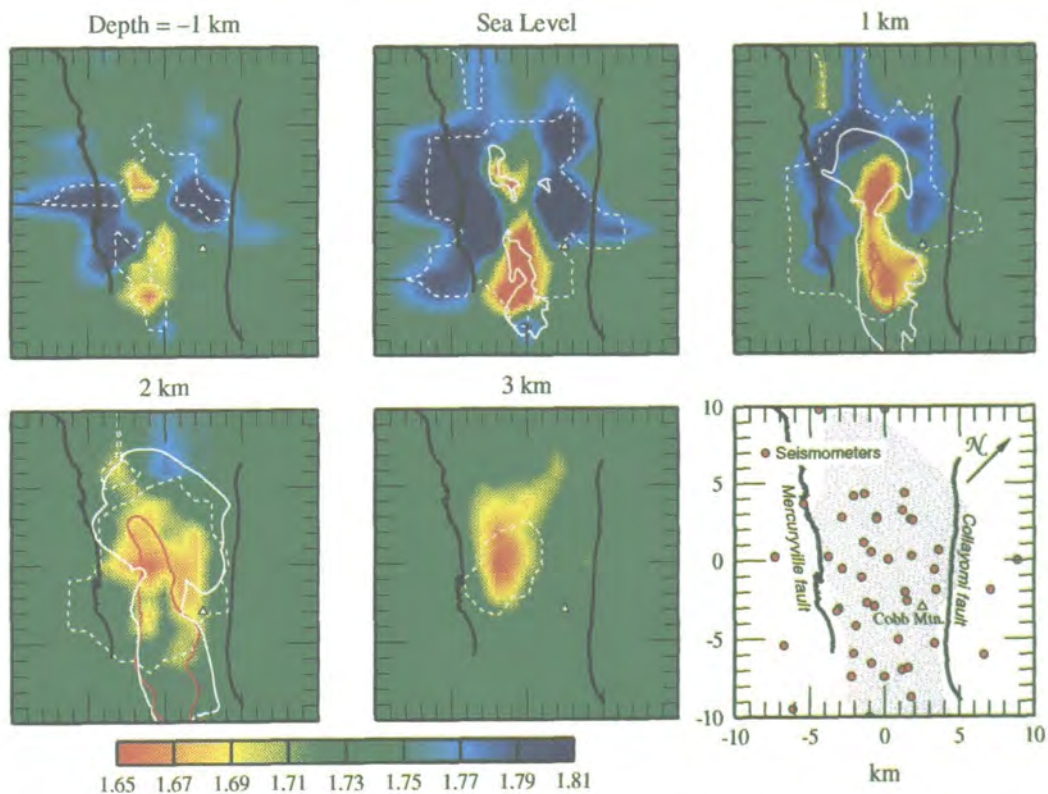 Depth = –1 km
Sea Level
1 km
2 km
3 km
10
5
0
-5
-10
Seismometers
N
Mercuryville fault
Collayomi fault
Cobb Mtn.
-10 -5 0 5 10
km
1.65 1.67 1.69 1.71 1.73 1.75 1.77 1.79 1.81